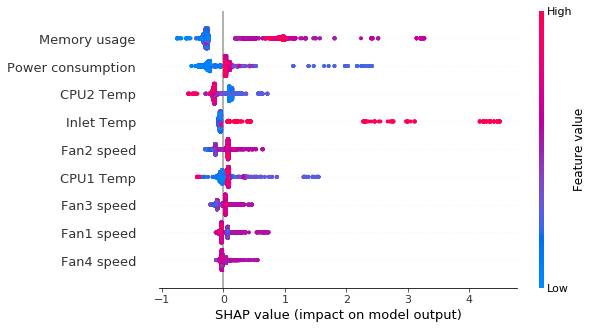 High
Memory usage
Power consumption
CPU2 Temp
Inlet Temp
Fan2 speed
CPU1 Temp
Fan3 speed
Fan1 speed
Fan4 speed
Feature value
Low
−1 0 1 2 3 4
SHAP value (impact on model output)